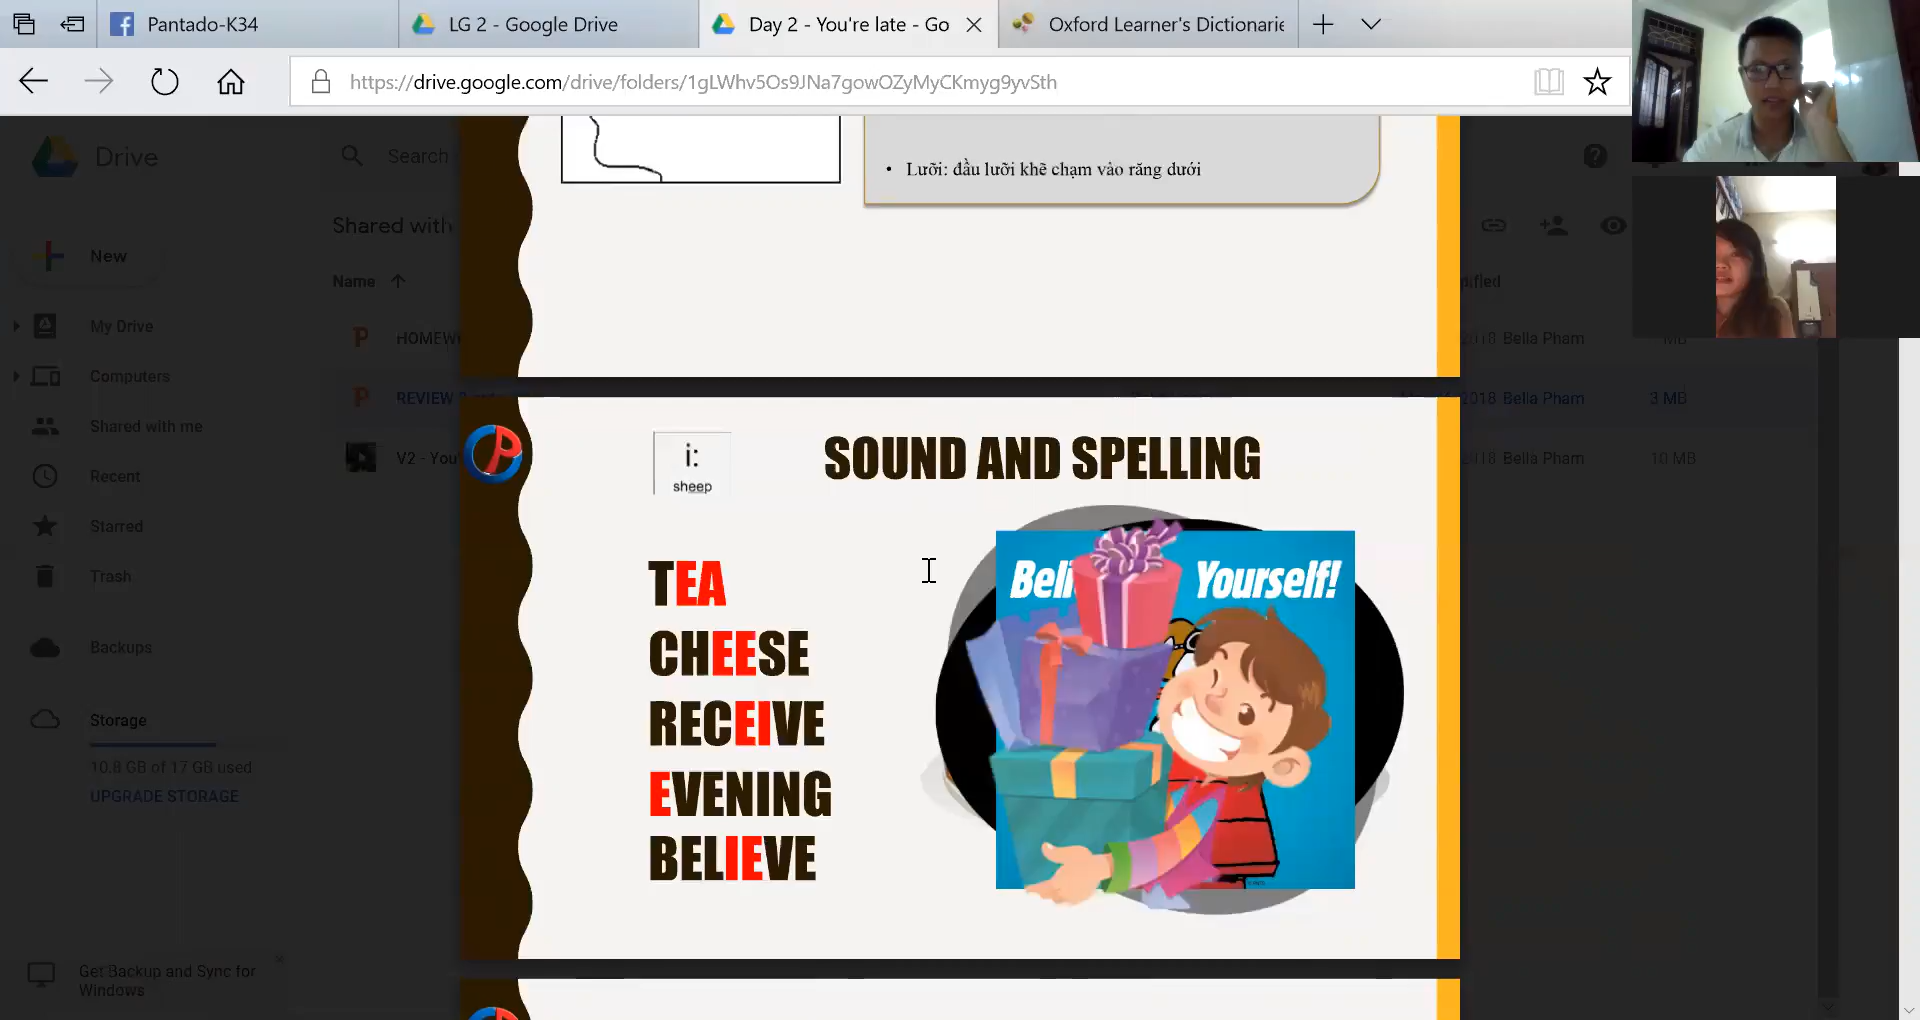 Pantado-K34
LG 2 - Google Drive
Day 2 - You're late - Go
Oxford Learner's Dictionarie
https://drive.google.com/drive/folders/1gLWhv5Os9JNa7gowOZyMyCKmyg9yvSth
Drive
Search
• Lưỡi: đầu lưỡi khẽ chạm vào răng dưới
Shared with
New
Name
My Drive
HOMEW
2018 Bella Pham
MB
Computers
REVIEW
2018 Bella Pham
3 MB
Shared with me
V2 - You'
Bella Pham
10 MB
Recent
Starred
Trash
Backups
Storage
10.8 GB of 17 GB used
UPGRADE STORAGE
Get Backup and Sync for
Windows
i:
sheep
SOUND AND SPELLING
TEA
CHEESE
RECEIVE
EVENING
BELIEVE
Beli Yourself!